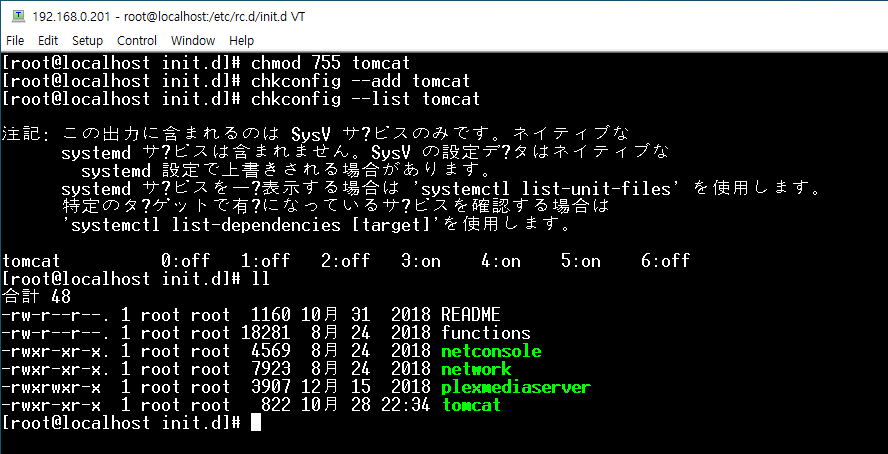 192.168.0.201 - root@localhost:/etc/rc.d/init.d VT
File Edit Setup Control Window Help
[root@localhost init.d]# chmod 755 tomcat
[root@localhost init.d]# chkconfig --add tomcat
[root@localhost init.d]# chkconfig --list tomcat
注記: この出力に含まれるのは SysV サ?ビスのみです。ネイティブな
systemd サ?ビスは含まれません。SysV の設定デ?タはネイティブな
systemd 設定で上書きされる場合があります。
systemd サ?ビスを一?表示する場合は 'systemctl list-unit-files' を使用します。
特定のタ?ゲットで有?になっているサ?ビスを確認する場合は
'systemctl list-dependencies [target]'を使用します。
tomcat 0:off 1:off 2:off 3:on 4:on 5:on 6:off
[root@localhost init.d]# ll
合計 48
-rw-r--r--. 1 root root 1160 10月 31 2018 README
-rw-r--r--. 1 root root 18281 8月 24 2018 functions
-rwxr-xr-x. 1 root root 4569 8月 24 2018 netconsole
-rwxr-xr-x. 1 root root 7923 8月 24 2018 network
-rwxrwxr-x. 1 root root 3907 12月 15 2018 plexmediaserver
-rwxr-xr-x 1 root root 822 10月 28 22:34 tomcat
[root@localhost init.d]#